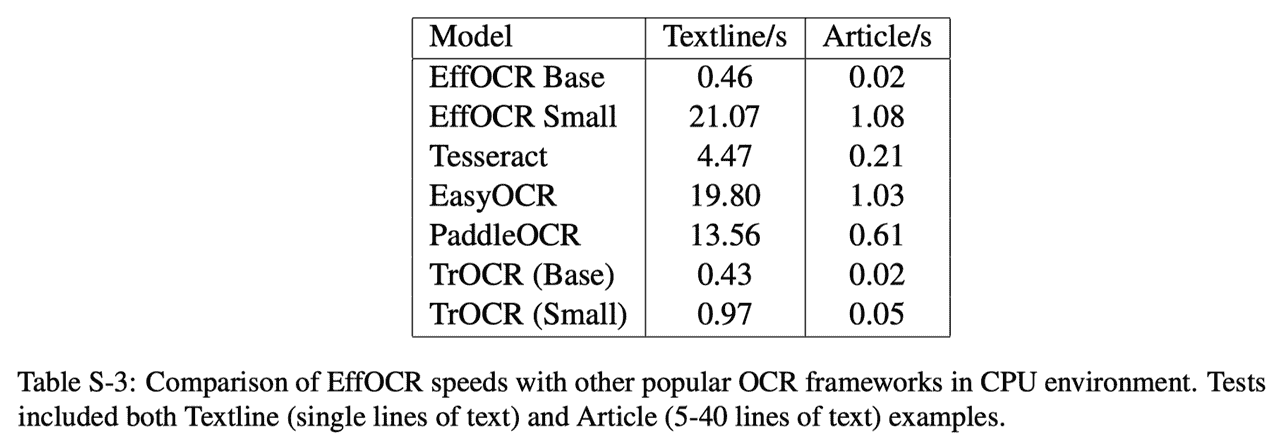 Model Textline/s Article/s
EffOCR Base 0.46 0.02
EffOCR Small 21.07 1.08
Tesseract 4.47 0.21
EasyOCR 19.80 1.03
PaddleOCR 13.56 0.61
TrOCR (Base) 0.43 0.02
TrOCR (Small) 0.97 0.05
Table S-3: Comparison of EffOCR speeds with other popular OCR frameworks in CPU environment. Tests
included both Textline (single lines of text) and Article (5-40 lines of text) examples.